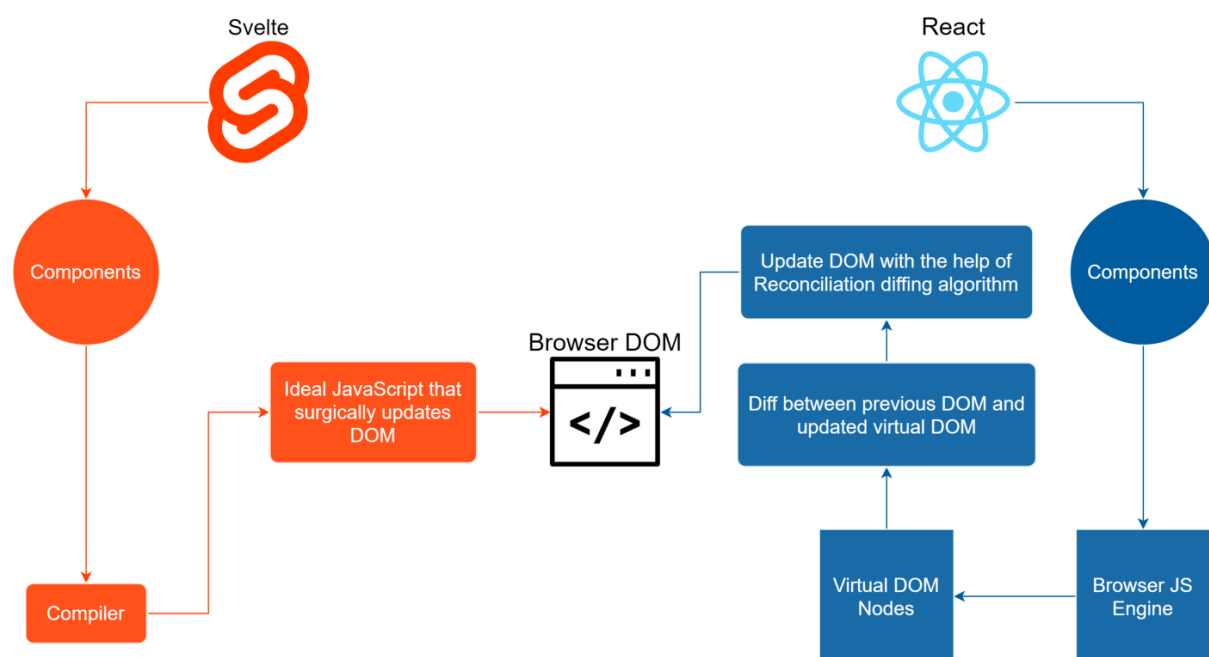 Svelte
React
Components
Update DOM with the help of
Reconciliation diffing algorithm
Components
Browser DOM
Ideal JavaScript that
surgically updates
DOM
</>
Diff between previous DOM and
updated virtual DOM
Compiler
Virtual DOM
Nodes
Browser JS
Engine